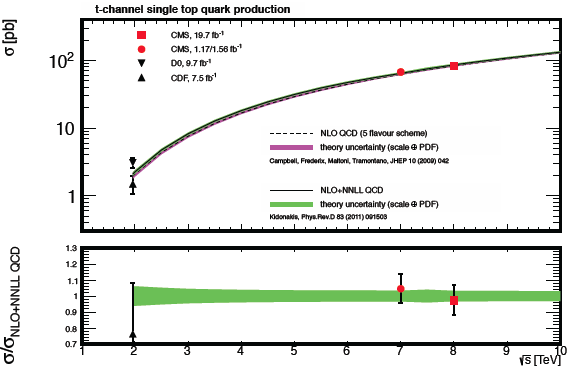 t-channel single top quark production
σ [pb]
CMS, 19.7 fb-1
CMS, 1.17/1.56 fb-1
D0, 9.7 fb-1
CDF, 7.5 fb-1
10²
10
1
NLO QCD (5 flavour scheme)
theory uncertainty (scale ⊕ PDF)
Campbell, Frederix, Maltoni, Tramontano, JHEP 10 (2009) 042
NLO+NNLL QCD
theory uncertainty (scale ⊕ PDF)
Kidonakis, Phys.Rev.D 83 (2011) 091503
σ/σNLO+NNLL QCD
1.3
1.2
1.1
1
0.9
0.8
0.7
1 2 3 4 5 6 7 8 9 10
√s [TeV]